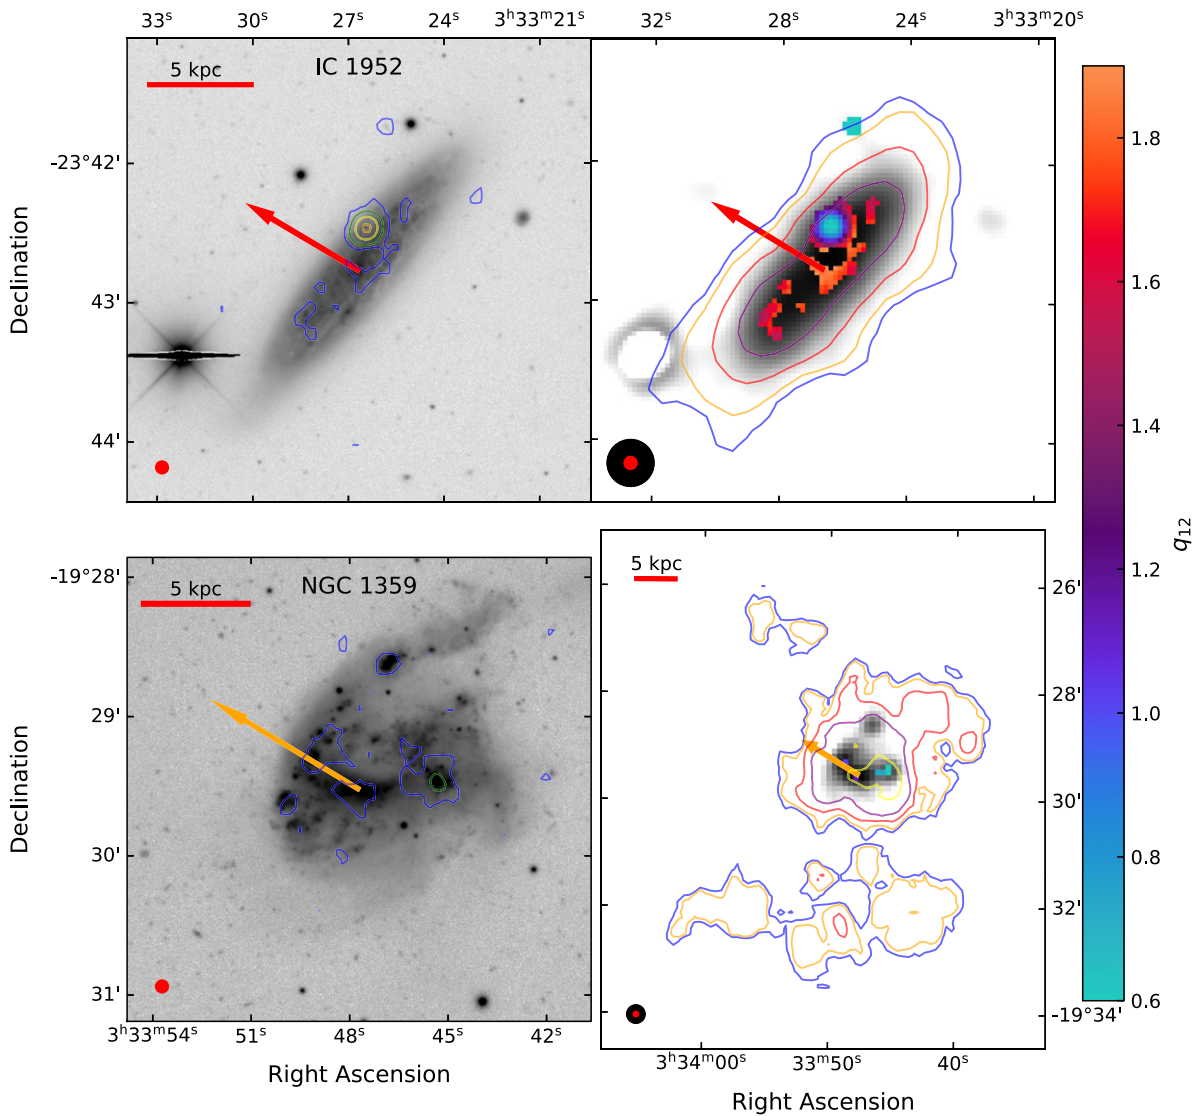 33ˢ 30ˢ 27ˢ 24ˢ 3ʰ33ᵐ21ˢ
32ˢ 28ˢ 24ˢ 3ʰ33ᵐ20ˢ
5 kpc
IC 1952
-23°42'
43'
44'
Declination
1.8
1.6
1.4
1.2
1.0
0.8
0.6
q₁₂
5 kpc
NGC 1359
-19°28'
29'
30'
31'
Declination
3ʰ33ᵐ54ˢ 51ˢ 48ˢ 45ˢ 42ˢ
Right Ascension
5 kpc
26'
28'
30'
32'
-19°34'
3ʰ34ᵐ00ˢ 33ᵐ50ˢ 40ˢ
Right Ascension